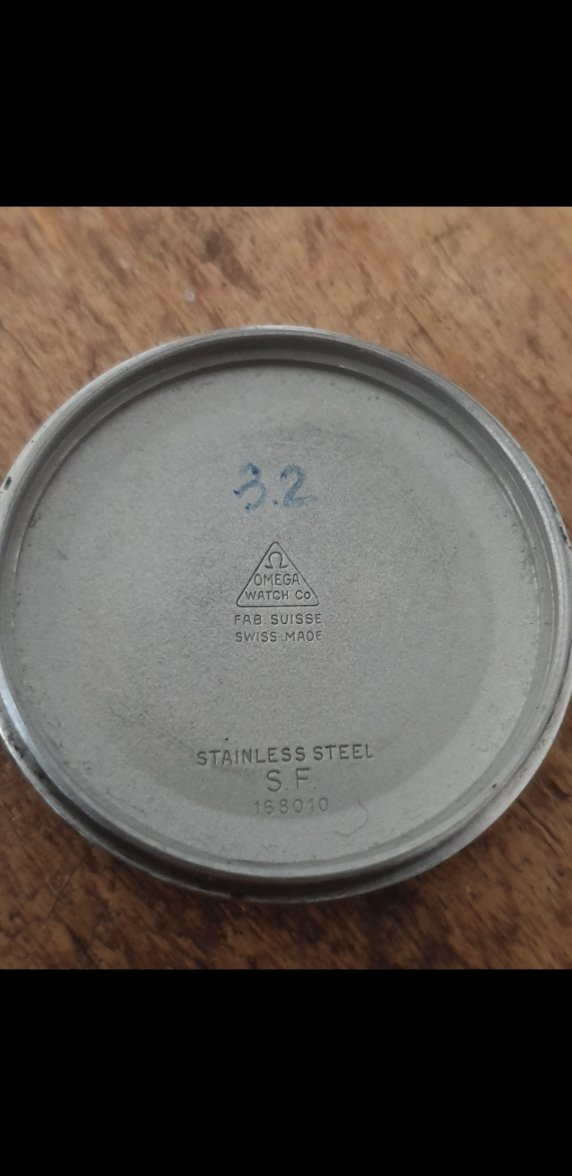 3.2
Ω
OMEGA
WATCH Co
FAB. SUISSE
SWISS MADE
STAINLESS STEEL
S.F.
168010